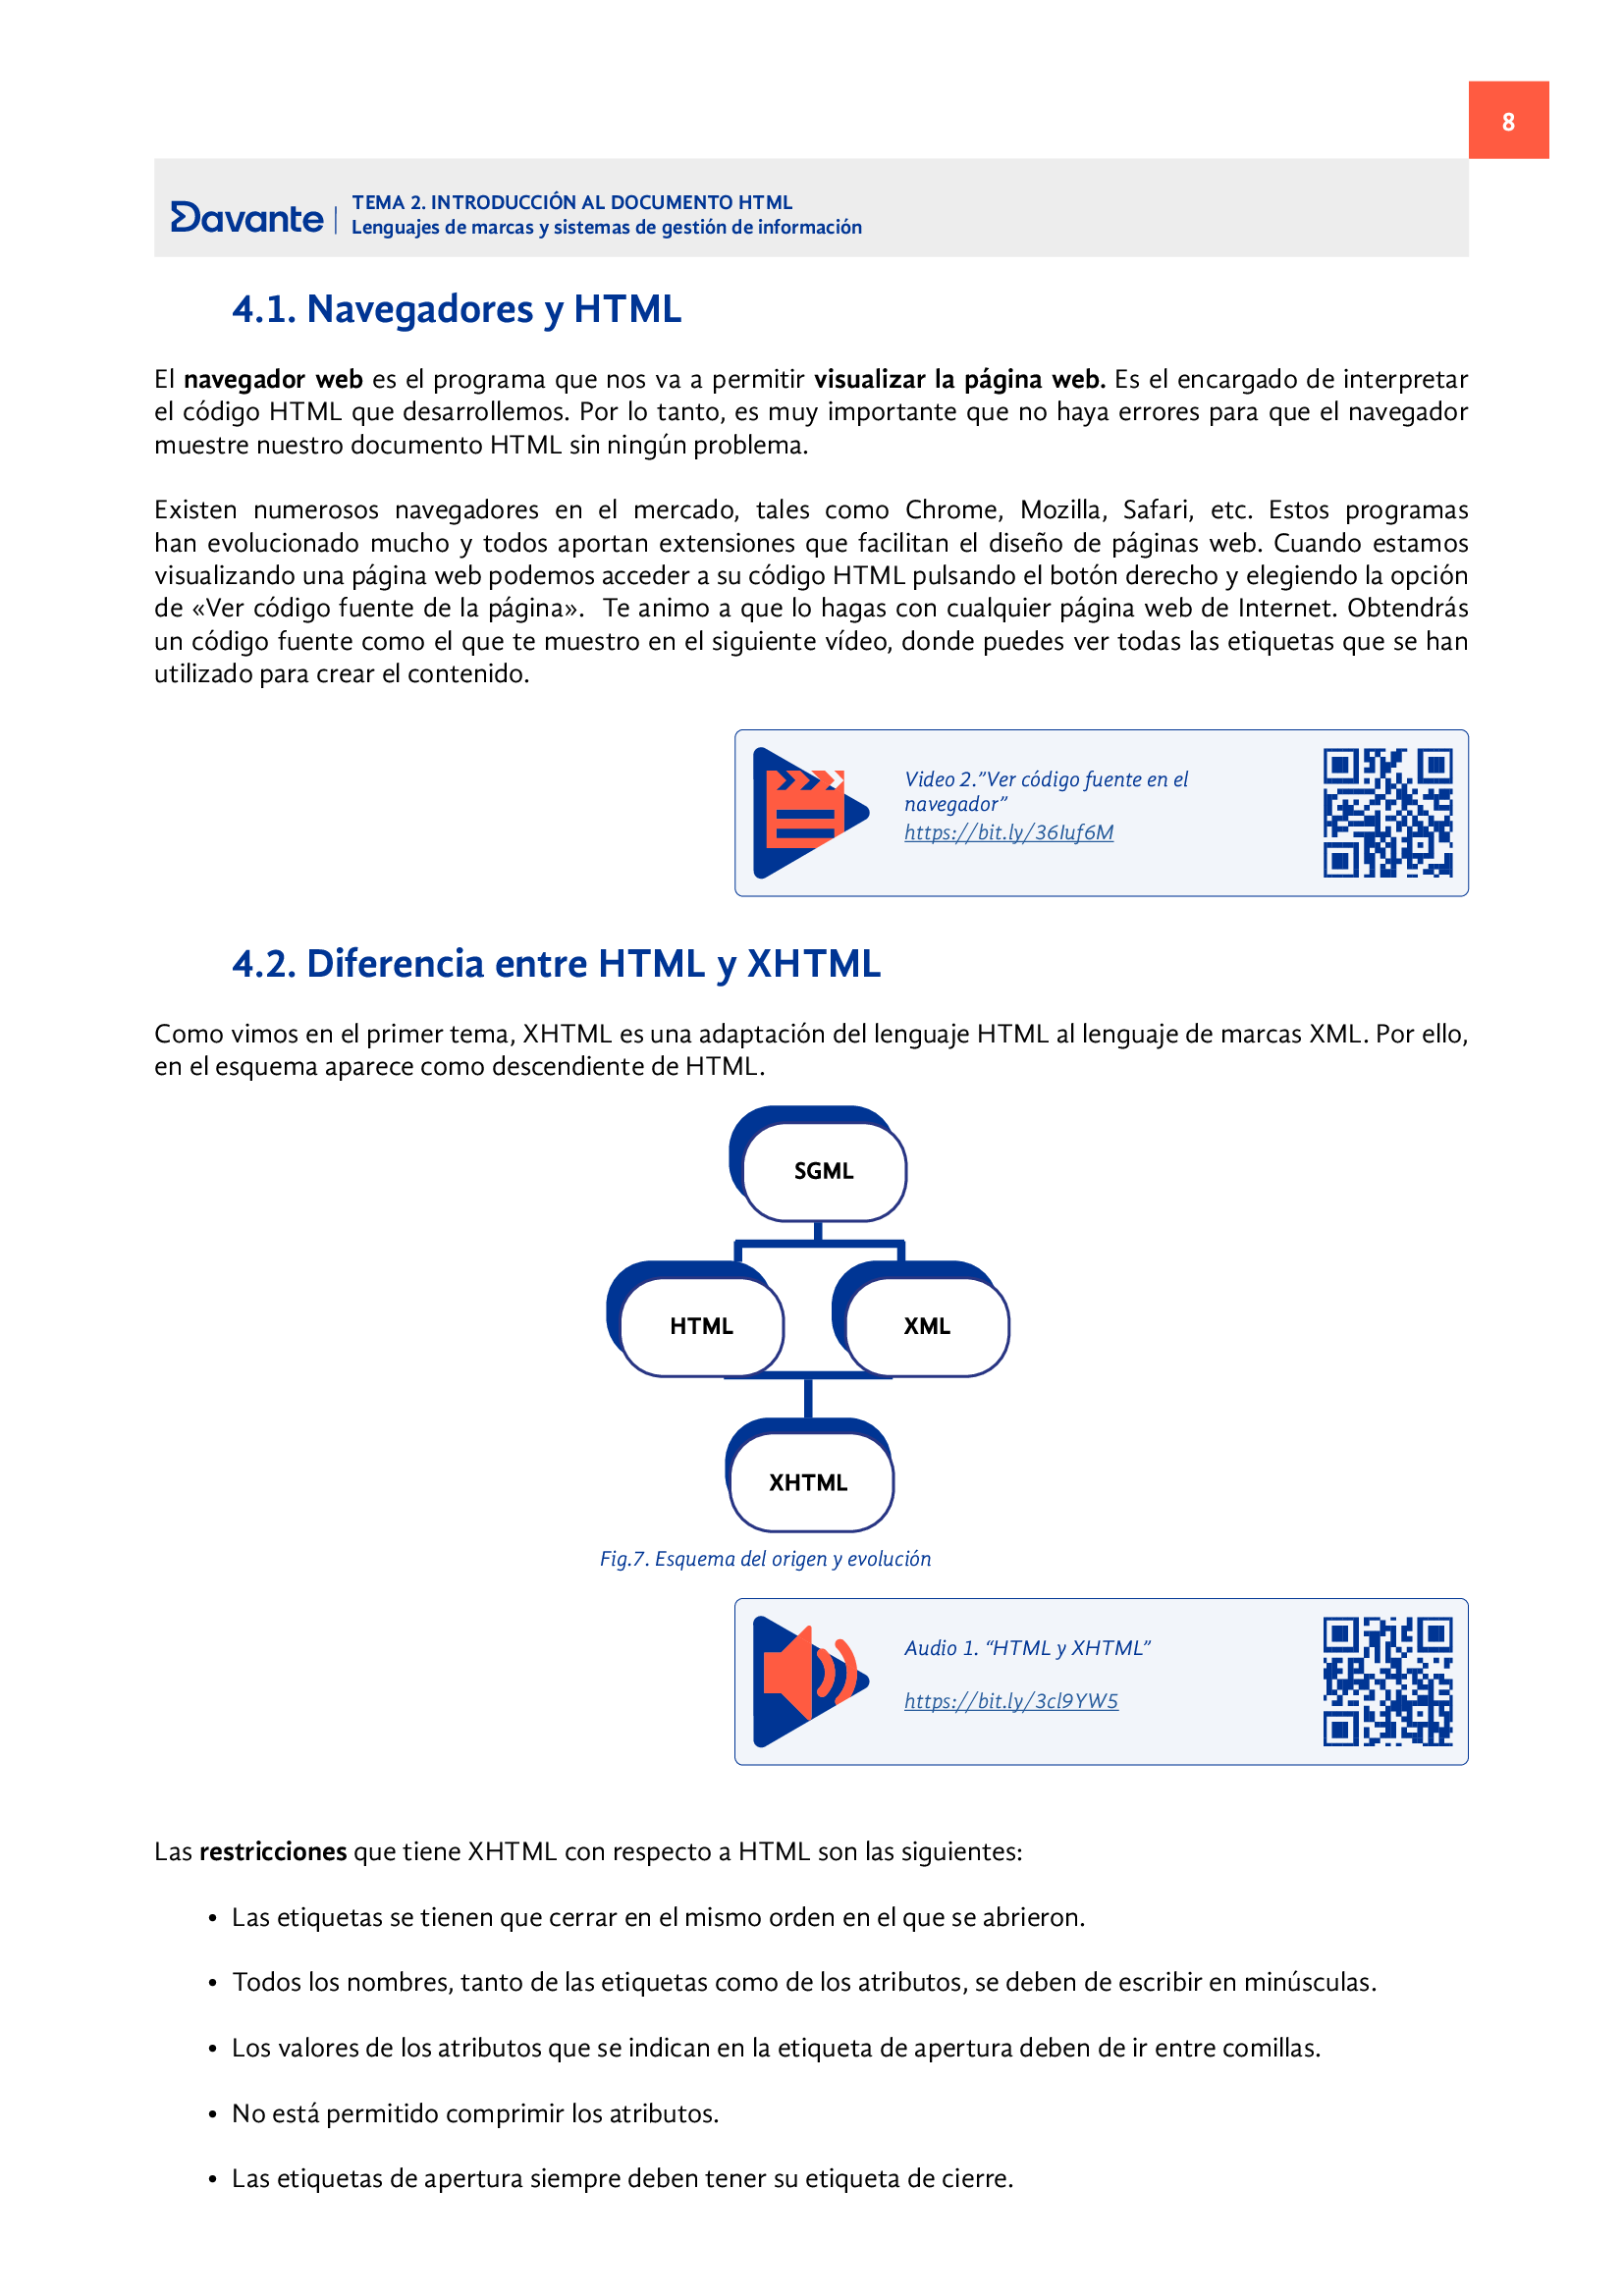 8
Davante
TEMA 2. INTRODUCCIÓN AL DOCUMENTO HTML
Lenguajes de marcas y sistemas de gestión de información
4.1. Navegadores y HTML
El navegador web es el programa que nos va a permitir visualizar la página web. Es el encargado de interpretar
el código HTML que desarrollemos. Por lo tanto, es muy importante que no haya errores para que el navegador
muestre nuestro documento HTML sin ningún problema.
Existen numerosos navegadores en el mercado, tales como Chrome, Mozilla, Safari, etc. Estos programas
han evolucionado mucho y todos aportan extensiones que facilitan el diseño de páginas web. Cuando estamos
visualizando una página web podemos acceder a su código HTML pulsando el botón derecho y elegiendo la opción
de «Ver código fuente de la página». Te animo a que lo hagas con cualquier página web de Internet. Obtendrás
un código fuente como el que te muestro en el siguiente vídeo, donde puedes ver todas las etiquetas que se han
utilizado para crear el contenido.
Video 2.”Ver código fuente en el
navegador”
https://bit.ly/36Iuf6M
4.2. Diferencia entre HTML y XHTML
Como vimos en el primer tema, XHTML es una adaptación del lenguaje HTML al lenguaje de marcas XML. Por ello,
en el esquema aparece como descendiente de HTML.
SGML
HTML
XML
XHTML
Fig.7. Esquema del origen y evolución
Audio 1. “HTML y XHTML”
https://bit.ly/3cl9YW5
Las restricciones que tiene XHTML con respecto a HTML son las siguientes:
• Las etiquetas se tienen que cerrar en el mismo orden en el que se abrieron.
• Todos los nombres, tanto de las etiquetas como de los atributos, se deben de escribir en minúsculas.
• Los valores de los atributos que se indican en la etiqueta de apertura deben de ir entre comillas.
• No está permitido comprimir los atributos.
• Las etiquetas de apertura siempre deben tener su etiqueta de cierre.